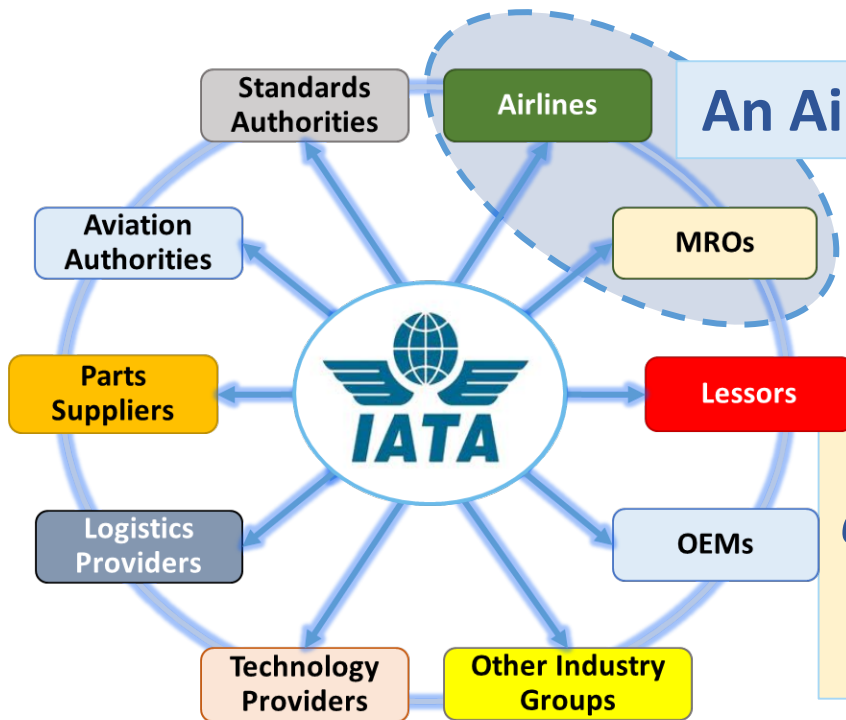 Standards
Authorities
Airlines
An Ai
Aviation
Authorities
MROs
Parts
Suppliers
IATA
Lessors
Logistics
Providers
OEMs
Technology
Providers
Other Industry
Groups